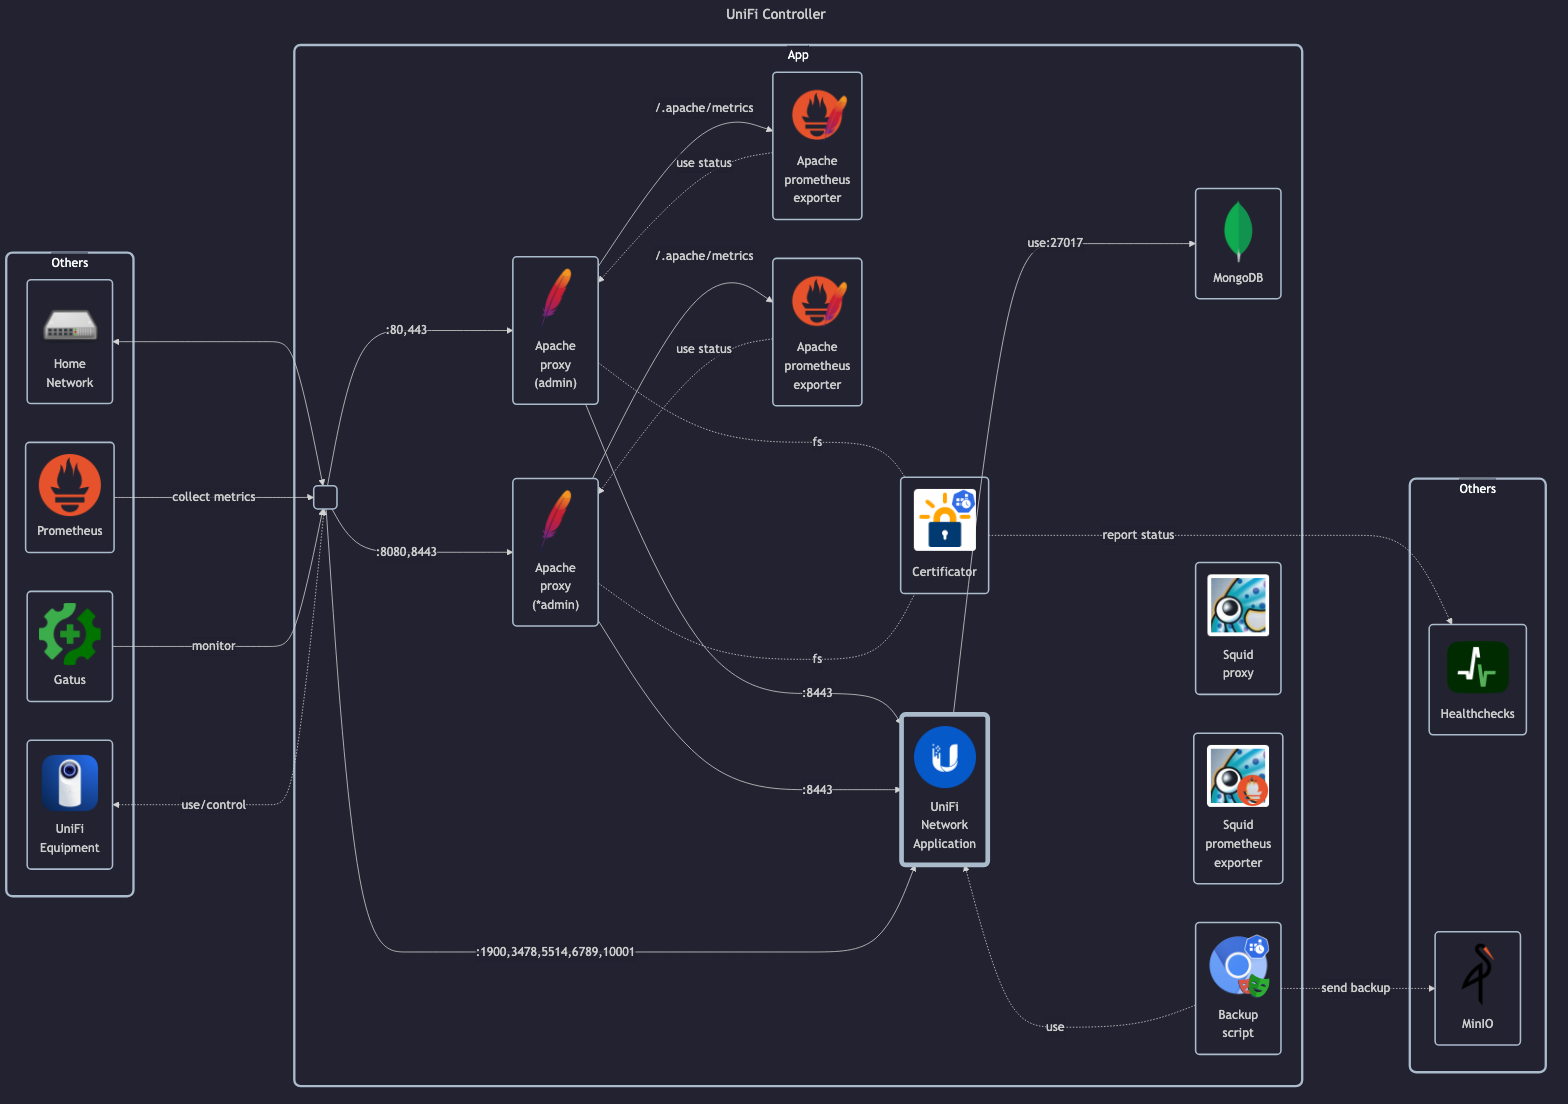 UniFi Controller
App
/.apache/metrics
use status
Apache
prometheus
exporter
use:27017
MongoDB
/.apache/metrics
use status
Apache
prometheus
exporter
Others
Home
Network
:80,443
Apache
proxy
(admin)
fs
Prometheus
collect metrics
:8080,8443
Apache
proxy
(*admin)
fs
Certificator
report status
Others
Healthchecks
Squid
proxy
Gatus
monitor
:8443
:8443
UniFi
Network
Application
Squid
prometheus
exporter
UniFi
Equipment
use/control
:1900,3478,5514,6789,10001
use
Backup
script
send backup
MinIO